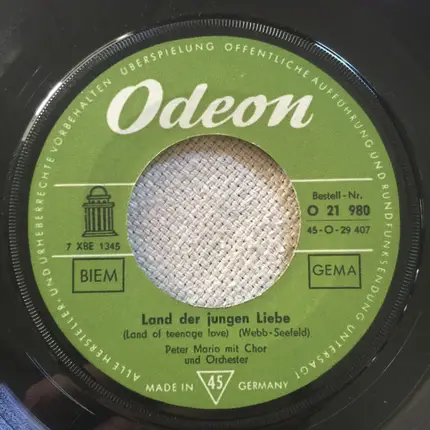 ALLE HERSTELLER- UND URHEBERRECHTE VORBEHALTEN ÜBERSPIELUNG ÖFFENTLICHE AUFFÜHRUNG UND RUNDFUNKSENDUNG UNTERSAGT
Odeon
Bestell-Nr.
O 21 980
7 XBE 1345
45-O-29 407
BIEM
GEMA
Land der jungen Liebe
(Land of teenage love) (Webb-Seefeld)
Peter Mario mit Chor
und Orchester
MADE IN 45 GERMANY